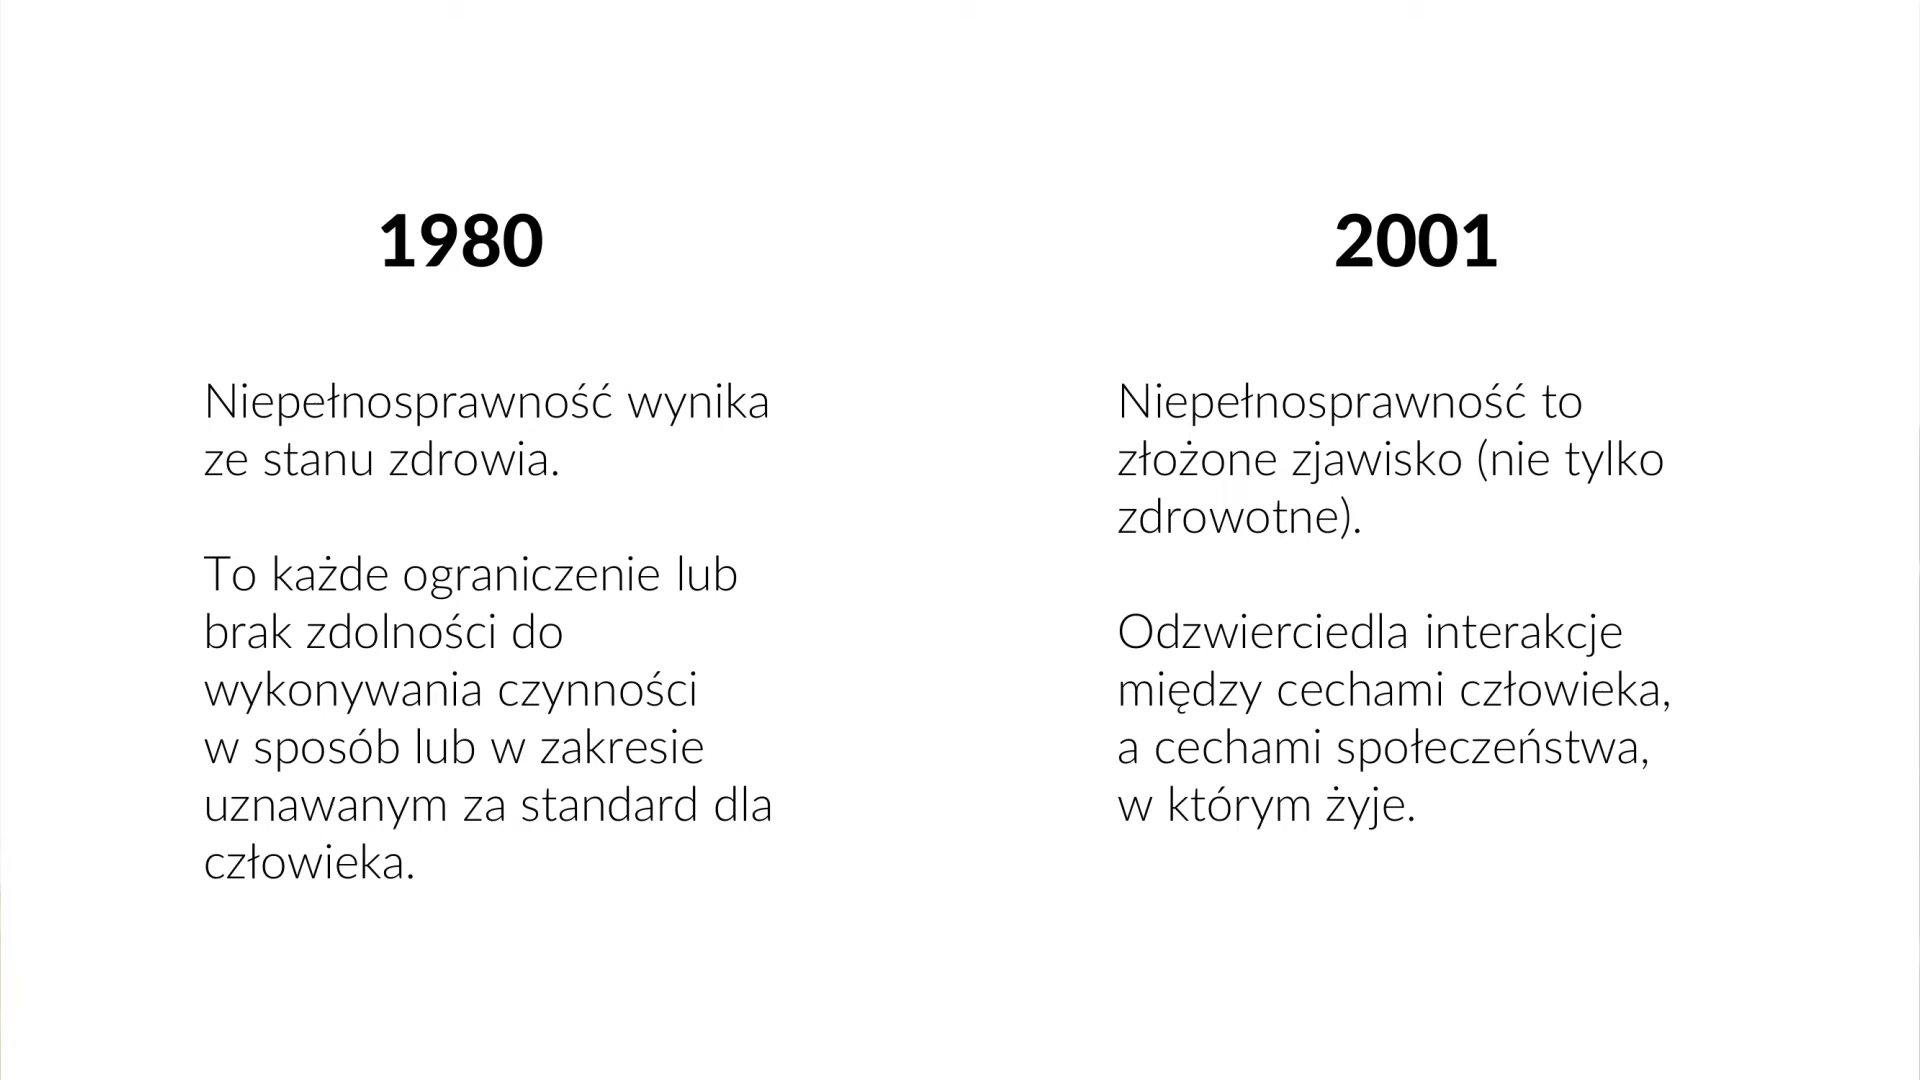 1980
Niepełnosprawność wynika
ze stanu zdrowia.
To każde ograniczenie lub
brak zdolności do
wykonywania czynności
w sposób lub w zakresie
uznawanym za standard dla
człowieka.
2001
Niepełnosprawność to
złożone zjawisko (nie tylko
zdrowotne).
Odzwierciedla interakcje
między cechami człowieka,
a cechami społeczeństwa,
w którym żyje.